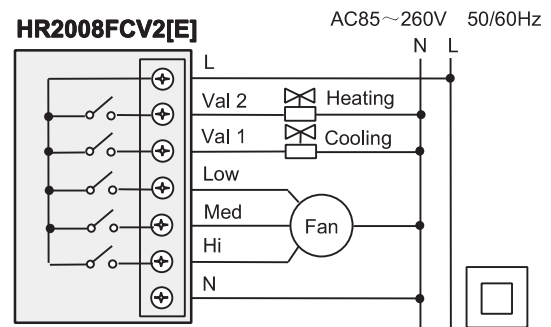 HR2008FCV2[E]
AC85～260V 50/60Hz
N L
L
Val 2 Heating
Val 1 Cooling
Low
Med
Fan
Hi
N